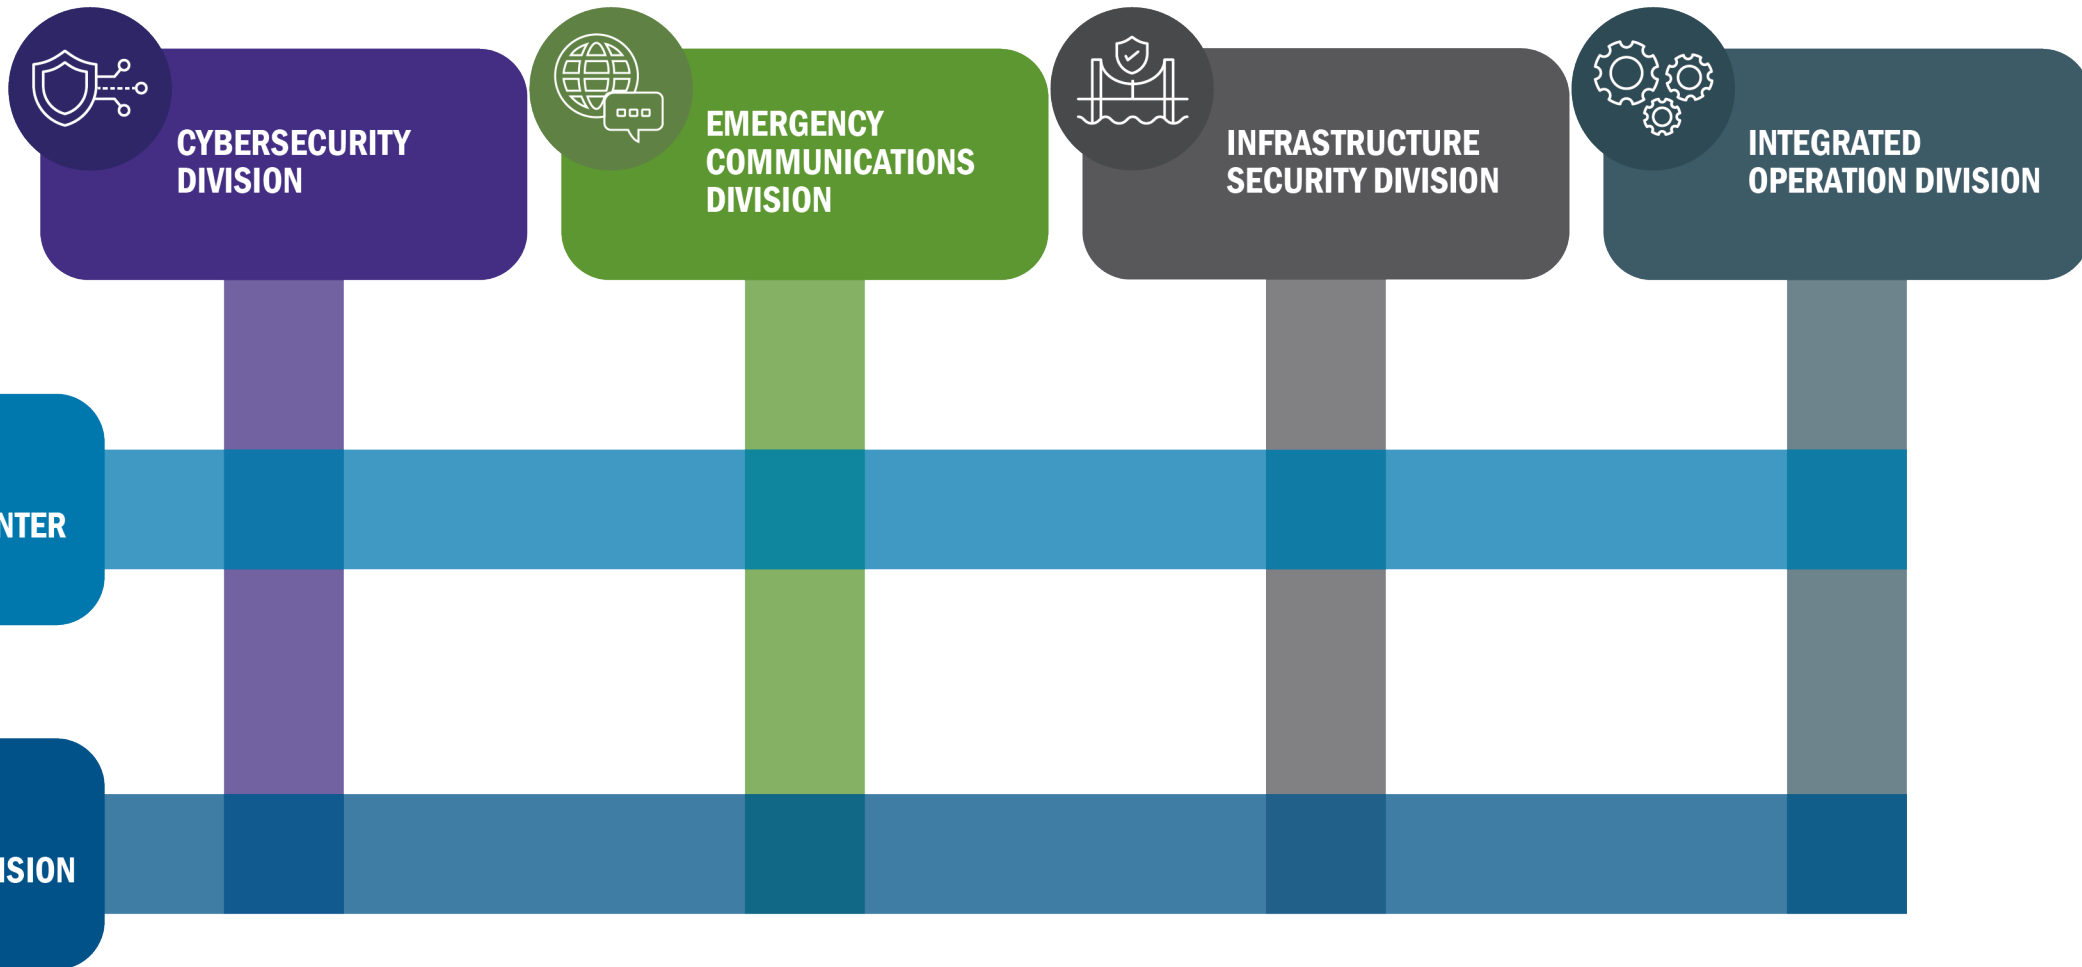 CYBERSECURITY
DIVISION
EMERGENCY
COMMUNICATIONS
DIVISION
INFRASTRUCTURE
SECURITY DIVISION
INTEGRATED
OPERATION DIVISION
NTER
ISION